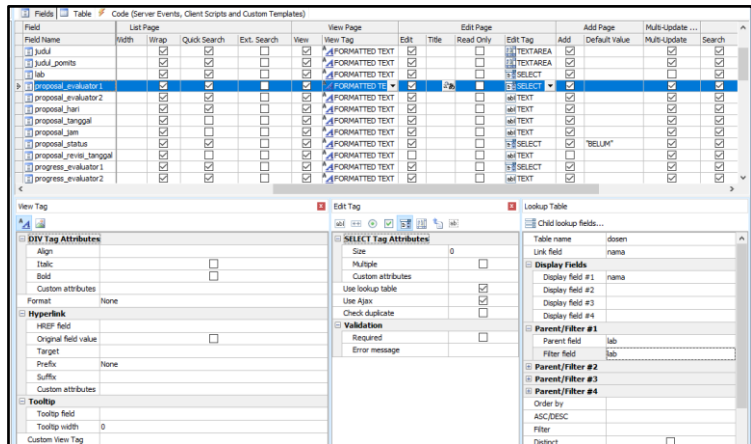 Fields Table Code (Server Events, Client Scripts and Custom Templates)
Field List Page View Page Edit Page Add Page Multi-Update ...
Field Name Width Wrap Quick Search Ext. Search View View Tag Edit Title Read Only Edit Tag Add Default Value Multi-Update Search
judul FORMATTED TEXT TEXTAREA
judul_pomits FORMATTED TEXT TEXTAREA
lab FORMATTED TEXT SELECT
proposal_evaluator1 FORMATTED TE SELECT
proposal_evaluator2 FORMATTED TEXT TEXT
proposal_hari FORMATTED TEXT TEXT
proposal_tanggal FORMATTED TEXT TEXT
proposal_jam FORMATTED TEXT TEXT
proposal_status FORMATTED TEXT SELECT "BELUM"
proposal_revisi_tanggal FORMATTED TEXT TEXT
progress_evaluator1 FORMATTED TEXT SELECT
progress_evaluator2 FORMATTED TEXT TEXT
View Tag
DIV Tag Attributes
Align
Italic
Bold
Custom attributes
Format None
Hyperlink
HREF field
Original field value
Target
Prefix None
Suffix
Custom attributes
Tooltip
Tooltip field
Tooltip width 0
Custom View Tag
Edit Tag
SELECT Tag Attributes
Size 0
Multiple
Custom attributes
Use lookup table
Use Ajax
Check duplicate
Validation
Required
Error message
Lookup Table
Child lookup fields...
Table name dosen
Link field nama
Display Fields
Display field #1 nama
Display field #2
Display field #3
Display field #4
Parent/Filter #1
Parent field lab
Filter field lab
Parent/Filter #2
Parent/Filter #3
Parent/Filter #4
Order by
ASC/DESC
Filter
Distinct